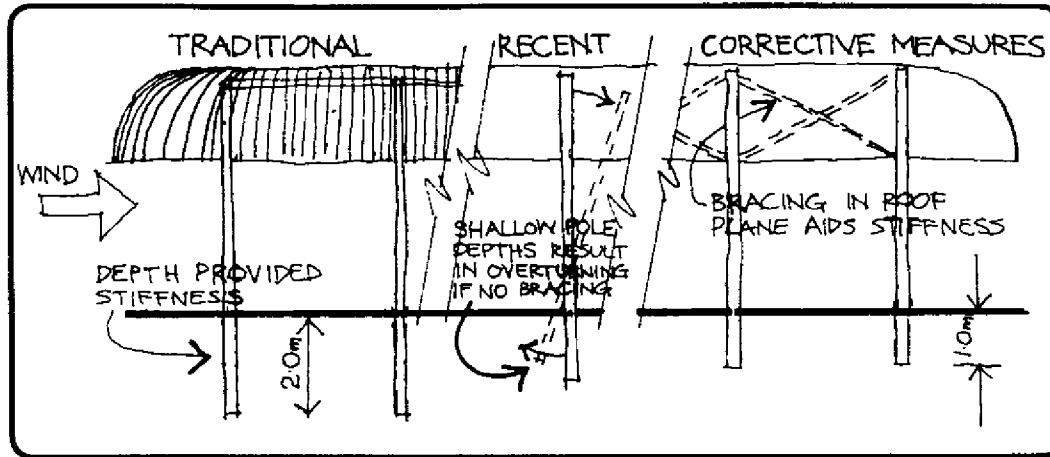 TRADITIONAL
RECENT
CORRECTIVE MEASURES
WIND
BRACING IN ROOF
PLANE AIDS STIFFNESS
SHALLOW POLE
DEPTHS RESULT
IN OVERTURNING
IF NO BRACING
DEPTH PROVIDED
STIFFNESS
2.0m
1.0m